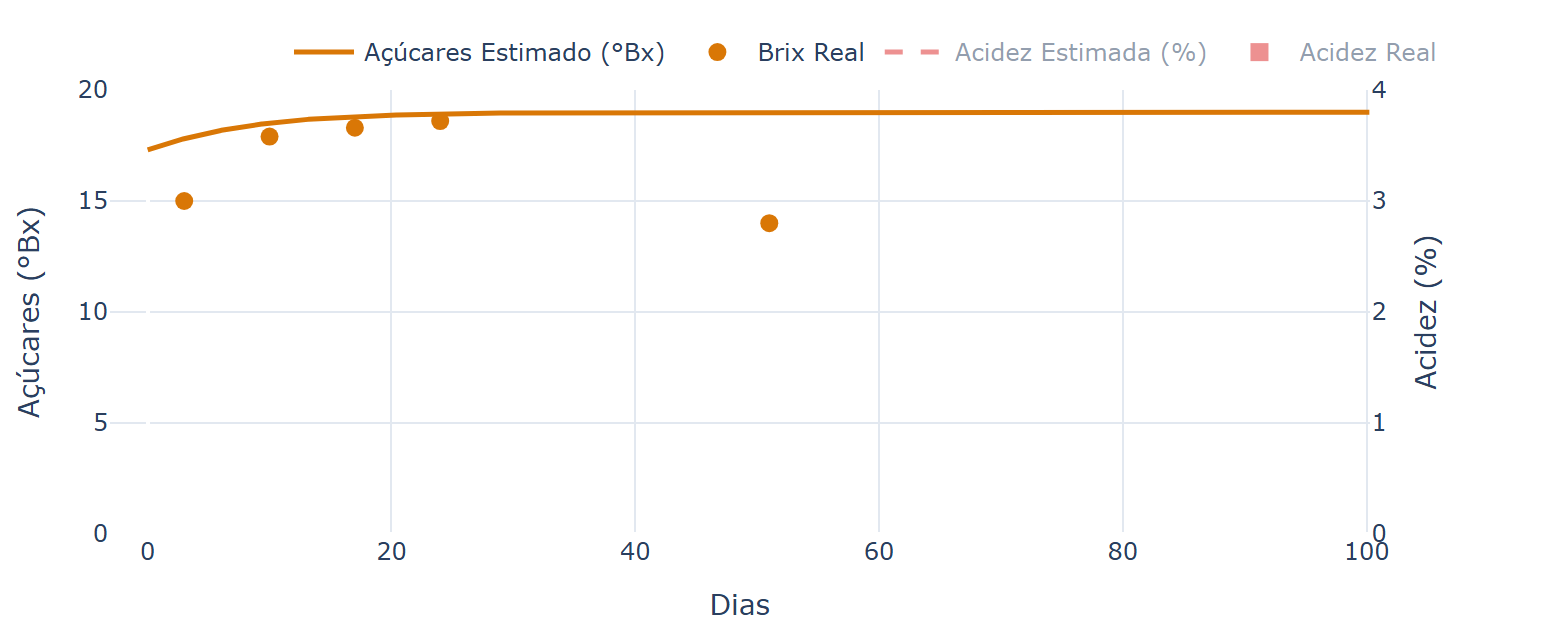 Açúcares Estimado (°Bx) Brix Real Acidez Estimada (%) Acidez Real
20
15
10
5
0
Açúcares (°Bx)
4
3
2
1
0
Acidez (%)
0 20 40 60 80 100
Dias